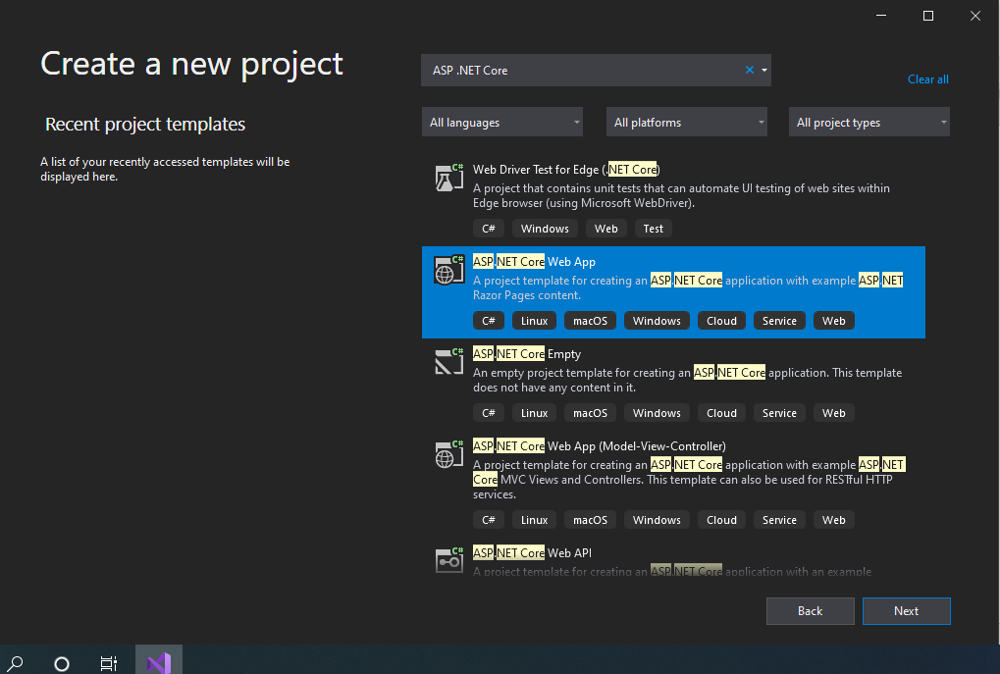 Create a new project
ASP .NET Core
Clear all
Recent project templates
All languages
All platforms
All project types
A list of your recently accessed templates will be
displayed here.
C#
Web Driver Test for Edge (.NET Core)
A project that contains unit tests that can automate UI testing of web sites within
Edge browser (using Microsoft WebDriver).
C# Windows Web Test
C#
ASP.NET Core Web App
A project template for creating an ASP.NET Core application with example ASP.NET
Razor Pages content.
C# Linux macOS Windows Cloud Service Web
C#
ASP.NET Core Empty
An empty project template for creating an ASP.NET Core application. This template
does not have any content in it.
C# Linux macOS Windows Cloud Service Web
C#
ASP.NET Core Web App (Model-View-Controller)
A project template for creating an ASP.NET Core application with example ASP.NET
Core MVC Views and Controllers. This template can also be used for RESTful HTTP
services.
C# Linux macOS Windows Cloud Service Web
C#
ASP.NET Core Web API
A project template for creating an ASP.NET Core application with an example
Back
Next